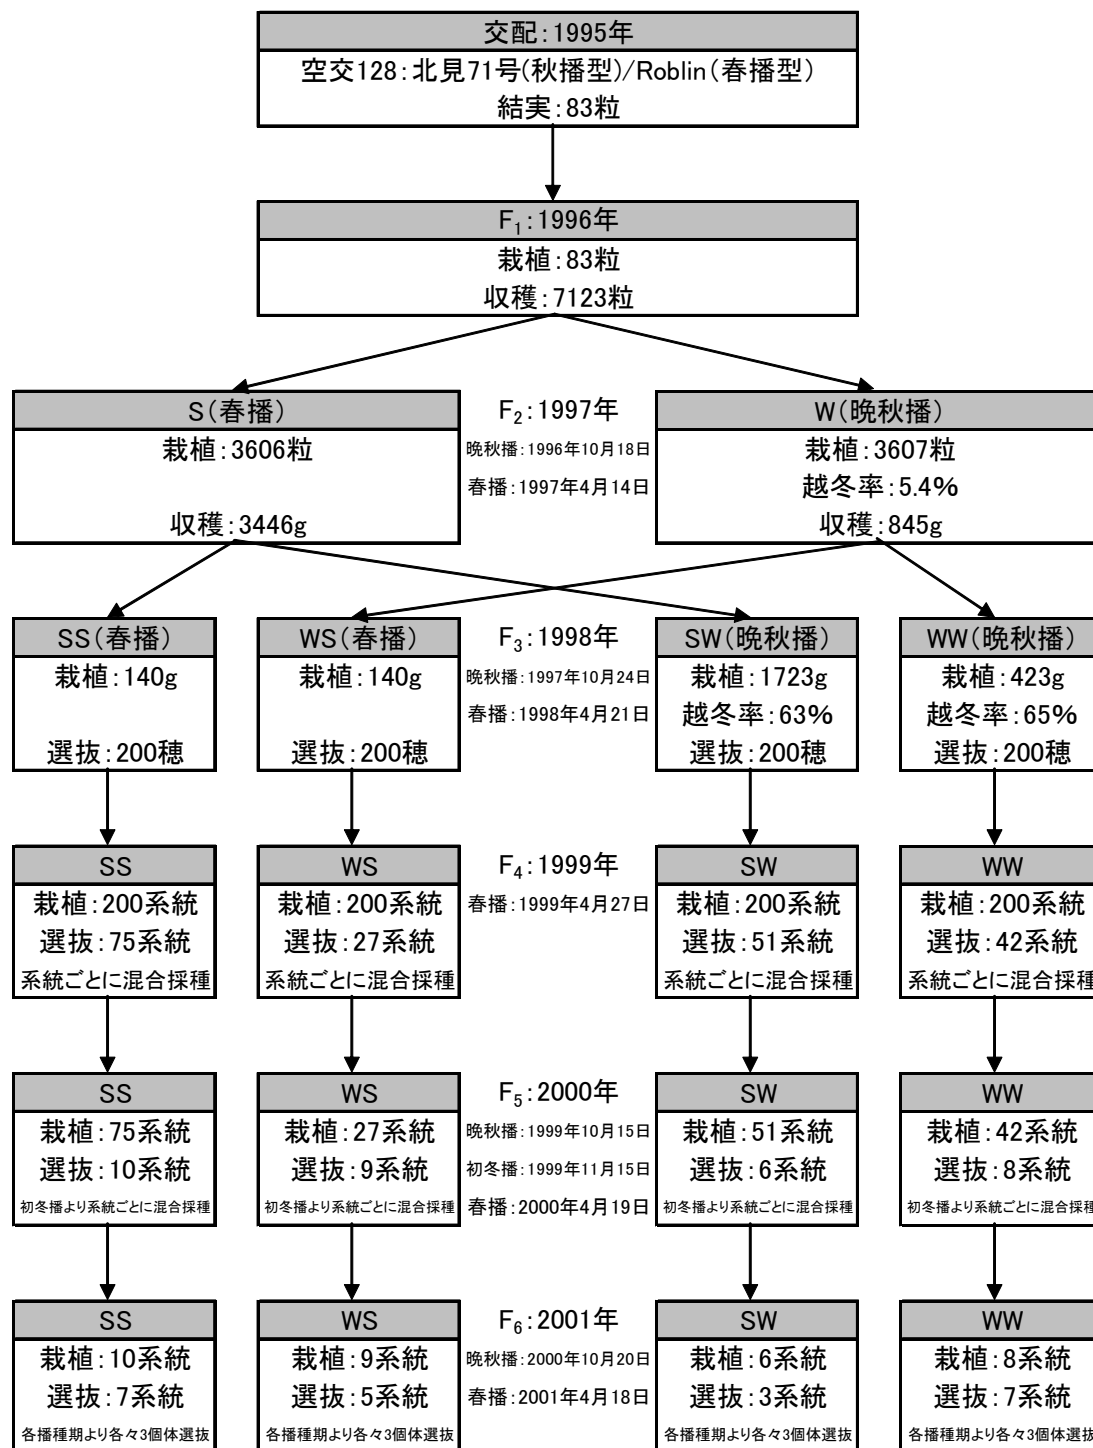 交配：1995年
空交128：北見71号(秋播型)/Roblin（春播型）
結実：83粒
F₁：1996年
栽植：83粒
収穫：7123粒
S（春播）
栽植：3606粒
収穫：3446g
F₂：1997年
晩秋播：1996年10月18日
春播：1997年4月14日
W（晩秋播）
栽植：3607粒
越冬率：5.4%
収穫：845g
SS（春播）
栽植：140g
選抜：200穂
WS（春播）
栽植：140g
選抜：200穂
F₃：1998年
晩秋播：1997年10月24日
春播：1998年4月21日
SW（晩秋播）
栽植：1723g
越冬率：63%
選抜：200穂
WW（晩秋播）
栽植：423g
越冬率：65%
選抜：200穂
SS
栽植：200系統
選抜：75系統
系統ごとに混合採種
WS
栽植：200系統
選抜：27系統
系統ごとに混合採種
F₄：1999年
春播：1999年4月27日
SW
栽植：200系統
選抜：51系統
系統ごとに混合採種
WW
栽植：200系統
選抜：42系統
系統ごとに混合採種
SS
栽植：75系統
選抜：10系統
初冬播より系統ごとに混合採種
WS
栽植：27系統
選抜：9系統
初冬播より系統ごとに混合採種
F₅：2000年
晩秋播：1999年10月15日
初冬播：1999年11月15日
春播：2000年4月19日
SW
栽植：51系統
選抜：6系統
初冬播より系統ごとに混合採種
WW
栽植：42系統
選抜：8系統
初冬播より系統ごとに混合採種
SS
栽植：10系統
選抜：7系統
各播種期より各々3個体選抜
WS
栽植：9系統
選抜：5系統
各播種期より各々3個体選抜
F₆：2001年
晩秋播：2000年10月20日
春播：2001年4月18日
SW
栽植：6系統
選抜：3系統
各播種期より各々3個体選抜
WW
栽植：8系統
選抜：7系統
各播種期より各々3個体選抜